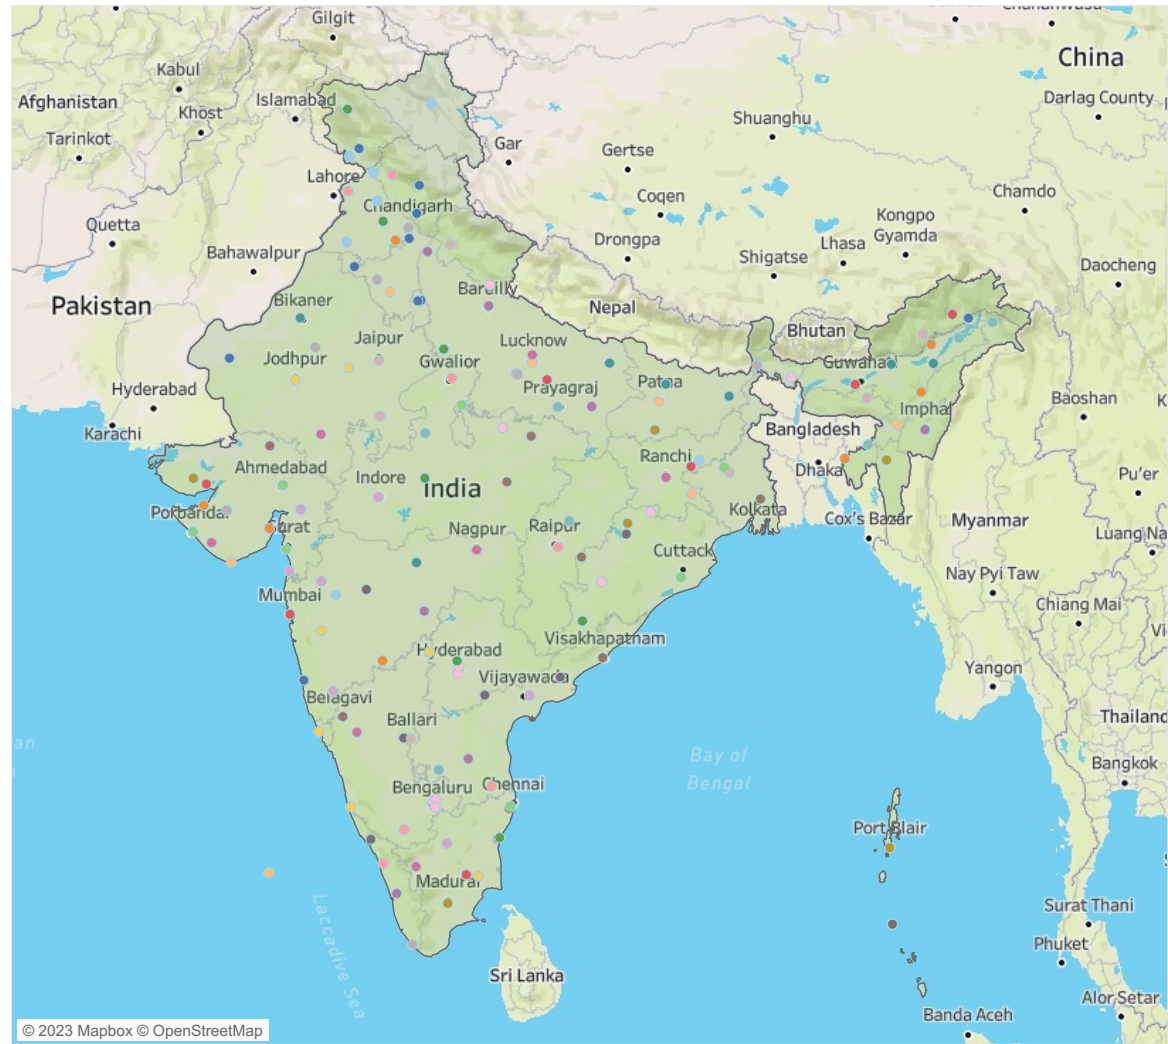 Gilgit
China
Kabul
Afghanistan
Islamabad
Darlag County
Khost
Shuanghu
Tarinkot
Gar
Gertse
Lahore
Chamdo
Coqen
Chandigarh
Kongpo
Gyamda
Quetta
Drongpa
Lhasa
Bahawalpur
Shigatse
Daocheng
Bareilly
Bikaner
Pakistan
Nepal
Bhutan
Jaipur
Lucknow
Jodhpur
Gwalior
Guwahati
Patna
Hyderabad
Prayagraj
Baoshan
Imphal
Karachi
Bangladesh
Ranchi
Ahmedabad
Dhaka
Indore
India
Pu'er
Porbandar
Kolkata
Cox's Bazar
Myanmar
Surat
Nagpur
Raipur
Luang Na
Cuttack
Nay Pyi Taw
Mumbai
Chiang Mai
Visakhapatnam
Vi
Hyderabad
Yangon
Vijayawada
Belagavi
Ballari
Thailand
an
Bay of
Bengal
Bangkok
Bengaluru
Chennai
Port Blair
Madurai
Laccadive Sea
Surat Thani
Phuket
Sri Lanka
Alor Setar
Banda Aceh
© 2023 Mapbox © OpenStreetMap